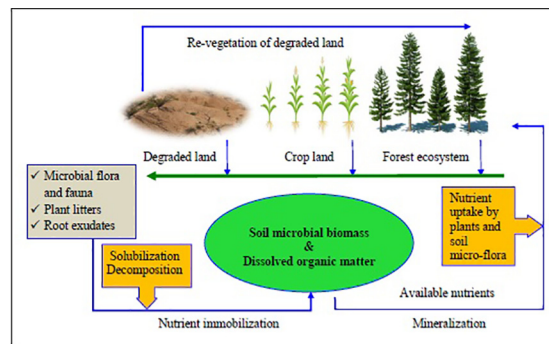 Re-vegetation of degraded land
Degraded land
Crop land
Forest ecosystem
✓ Microbial flora
and fauna
✓ Plant litters
✓ Root exudates
Solubilization
Decomposition
Soil microbial biomass
&
Dissolved organic matter
Nutrient
uptake by
plants and
soil
micro-flora
Available nutrients
Nutrient immobilization
Mineralization